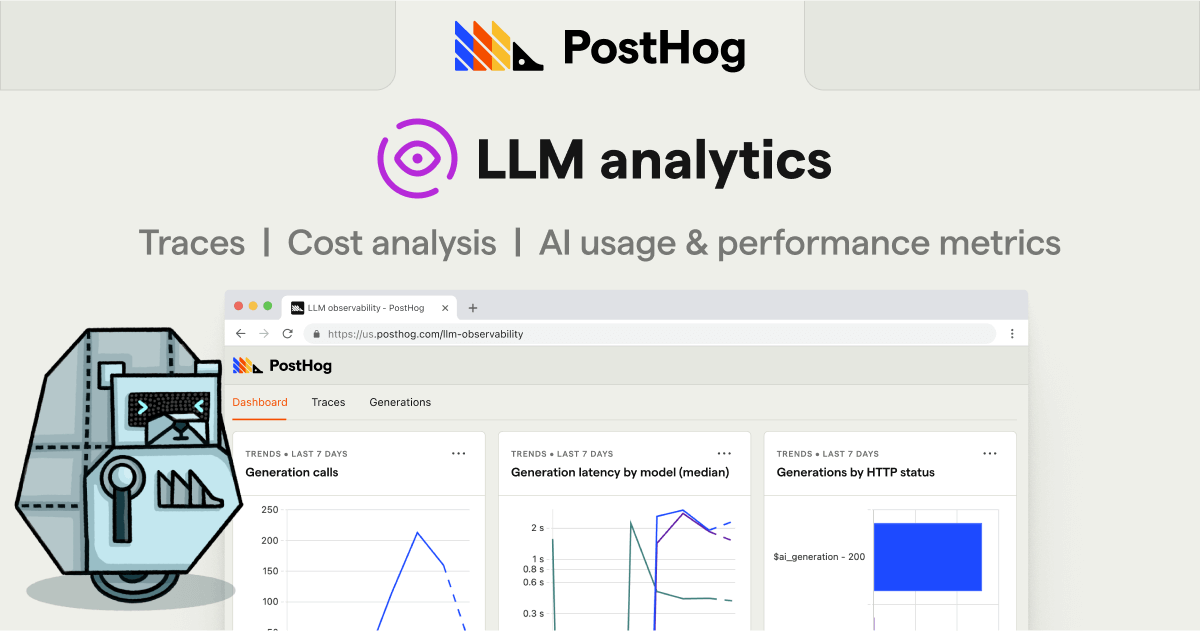 PostHog
LLM analytics
Traces | Cost analysis | AI usage & performance metrics
LLM observability - PostHog
https://us.posthog.com/llm-observability
PostHog
Dashboard Traces Generations
TRENDS • LAST 7 DAYS
Generation calls
250
200
150
100
TRENDS • LAST 7 DAYS
Generation latency by model (median)
2 s
1 s
0.8 s
0.6 s
0.3 s
TRENDS • LAST 7 DAYS
Generations by HTTP status
$ai_generation - 200